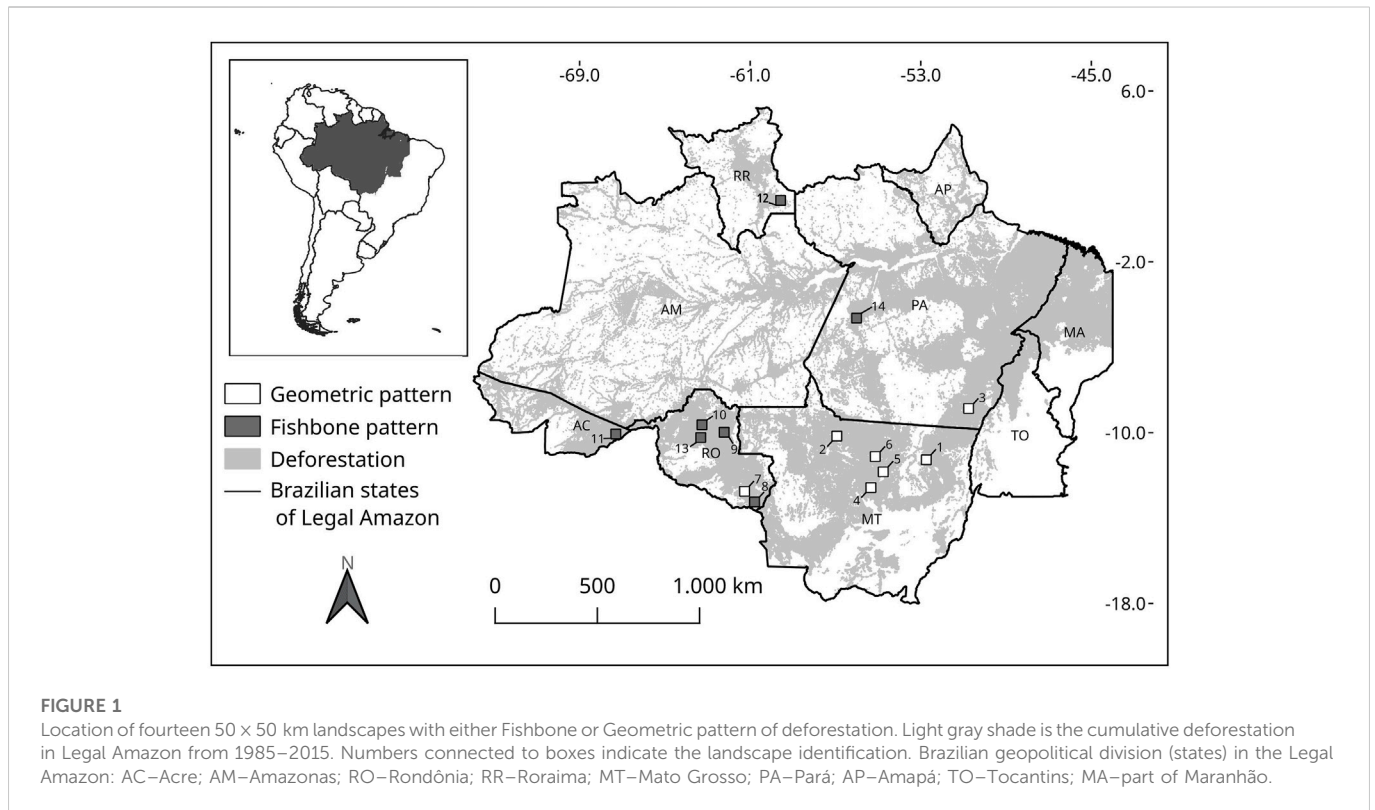 -69.0
-61.0
-53.0
-45.0
6.0
-2.0
-10.0
-18.0
RR
12
AP
AM
14
PA
MA
3
TO
AC
11
10
13
RO
9
2
6
5
1
4
7
8
MT
Geometric pattern
Fishbone pattern
Deforestation
Brazilian states
of Legal Amazon
N
0
500
1.000 km
FIGURE 1
Location of fourteen 50 × 50 km landscapes with either Fishbone or Geometric pattern of deforestation. Light gray shade is the cumulative deforestation
in Legal Amazon from 1985–2015. Numbers connected to boxes indicate the landscape identification. Brazilian geopolitical division (states) in the Legal
Amazon: AC–Acre; AM–Amazonas; RO–Rondônia; RR–Roraima; MT–Mato Grosso; PA–Pará; AP–Amapá; TO–Tocantins; MA–part of Maranhão.